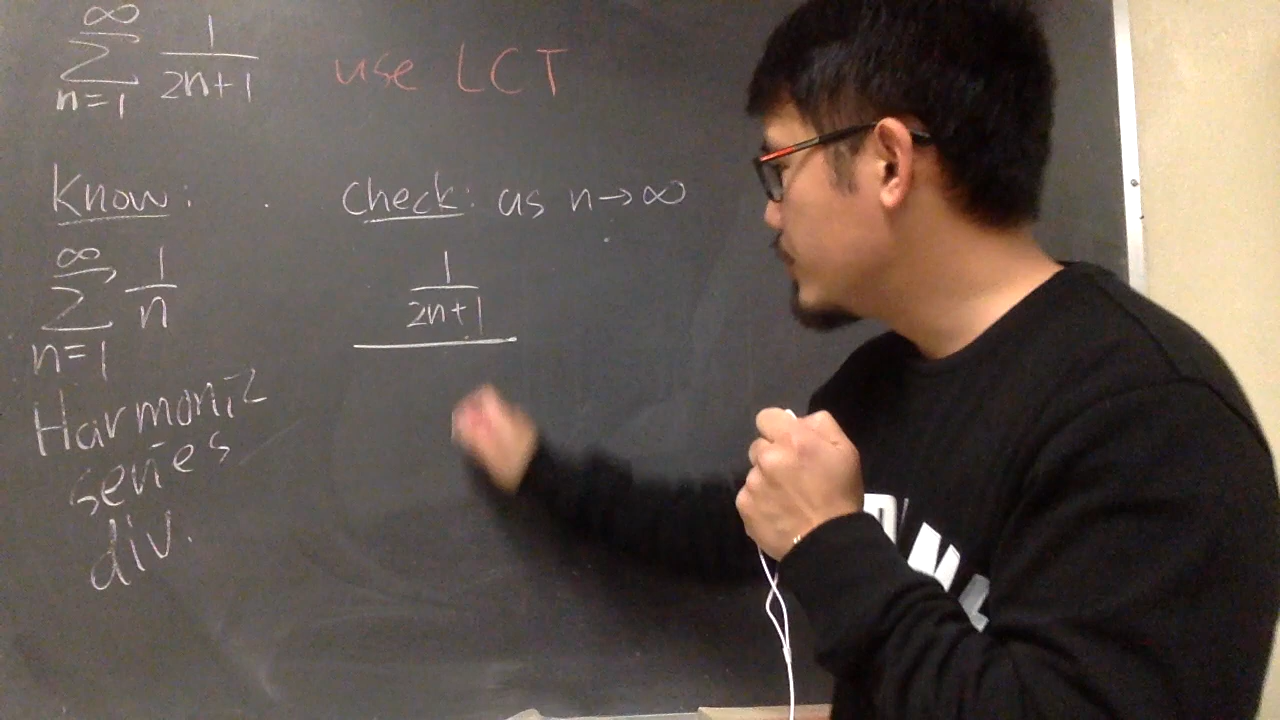 ∞
∑ 1/(2n+1) use LCT
n=1
Know: Check: as n→∞
∞
∑ 1/n
n=1
1
2n+1
Harmonic
series
div.